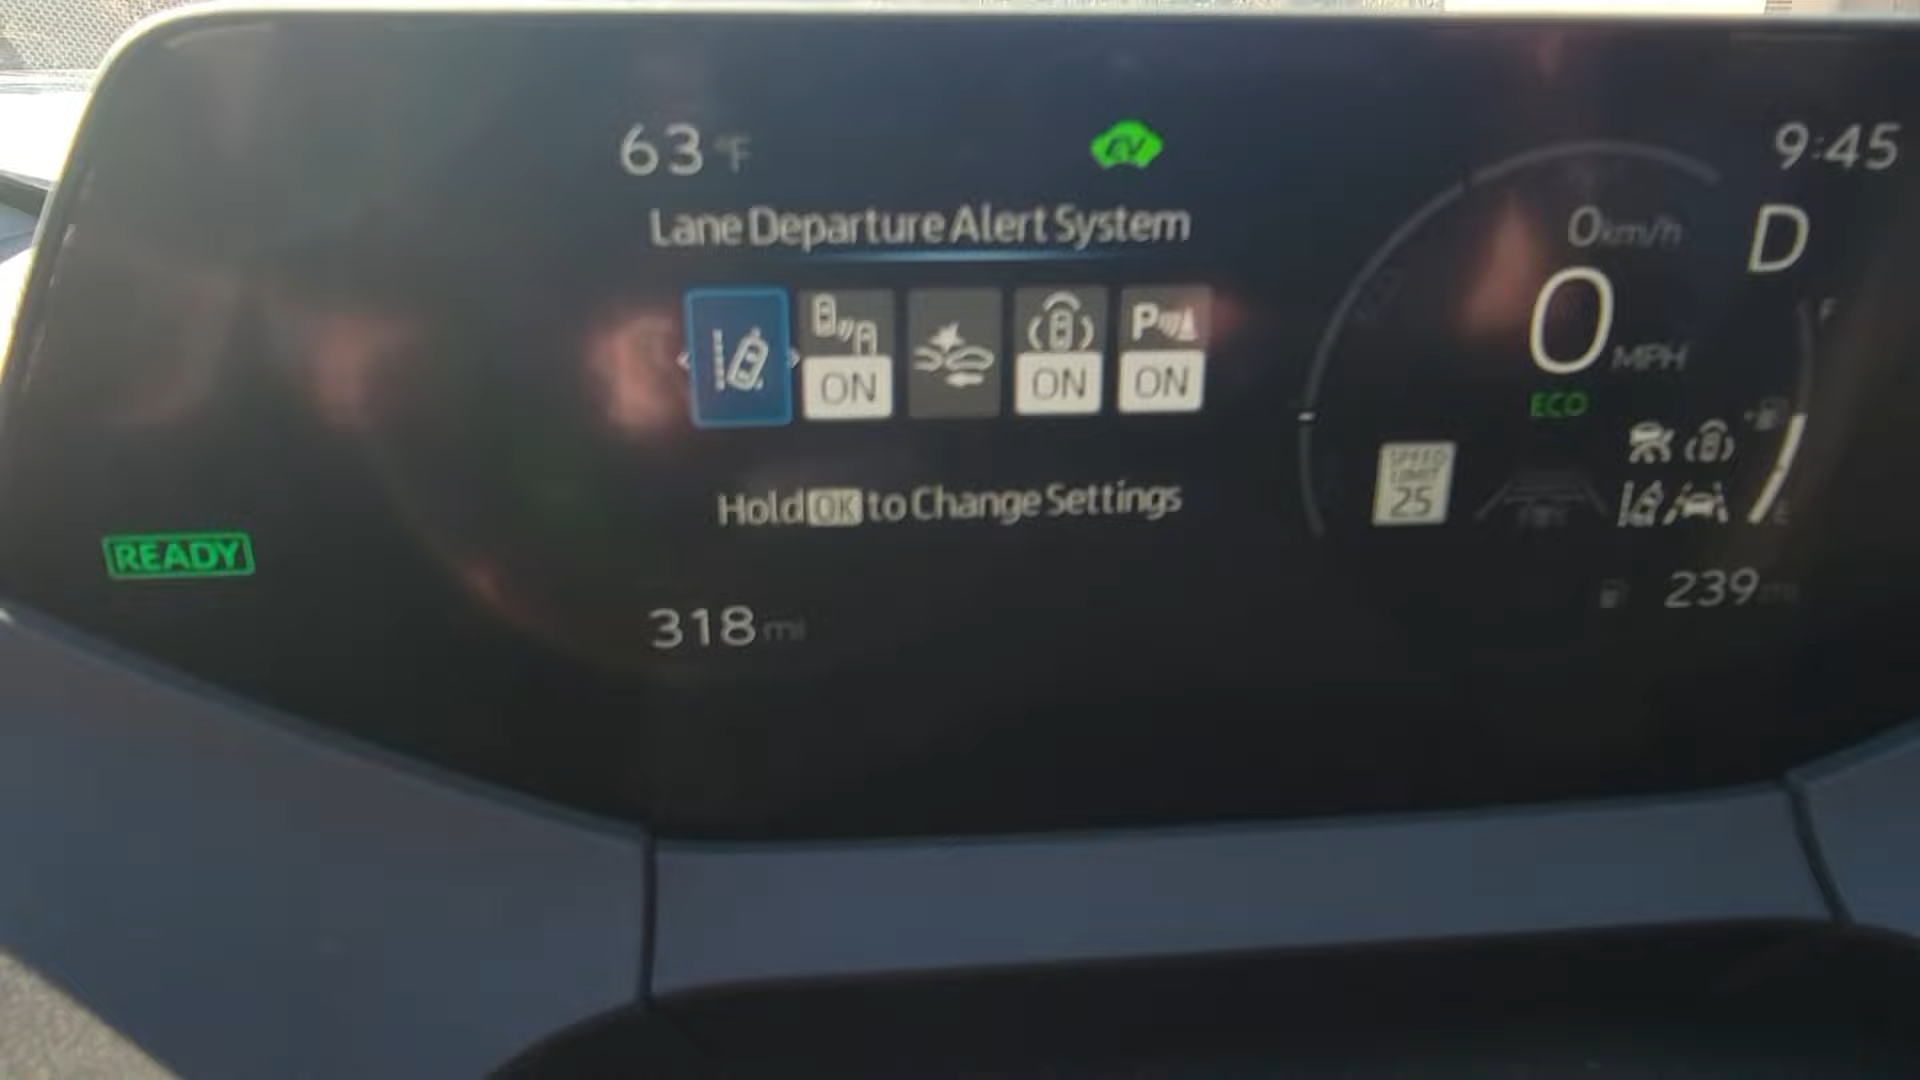 63 °F
EV
9:45
Lane Departure Alert System
0 km/h
D
0 MPH
ON
ON
P
ON
ECO
F
SPEED
LIMIT
25
Hold OK to Change Settings
E
READY
318 mi
239 mi